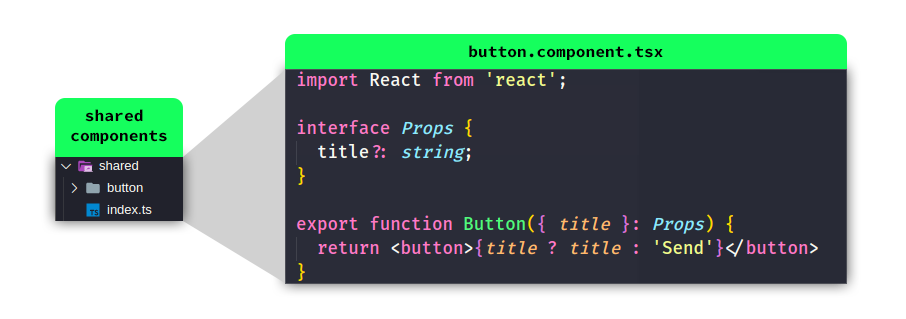 shared
components
shared
button
index.ts
button.component.tsx
import React from 'react';
interface Props {
title?: string;
}
export function Button({ title }: Props) {
return <button>{title ? title : 'Send'}</button>
}